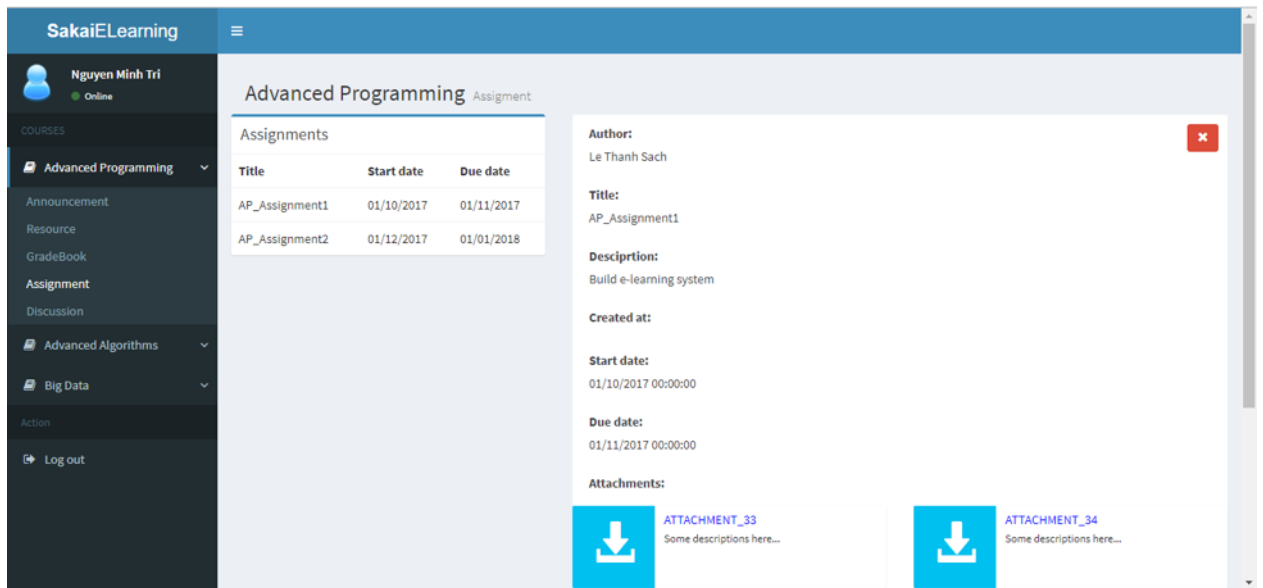 SakaiELearning
Nguyen Minh Tri
Online
COURSES
Advanced Programming
Announcement
Resource
GradeBook
Assignment
Discussion
Advanced Algorithms
Big Data
Action
Log out
Advanced Programming Assigment
Assignments
Title Start date Due date
AP_Assignment1 01/10/2017 01/11/2017
AP_Assignment2 01/12/2017 01/01/2018
Author:
Le Thanh Sach
Title:
AP_Assignment1
Desciprtion:
Build e-learning system
Created at:
Start date:
01/10/2017 00:00:00
Due date:
01/11/2017 00:00:00
Attachments:
ATTACHMENT_33
Some descriptions here...
ATTACHMENT_34
Some descriptions here...